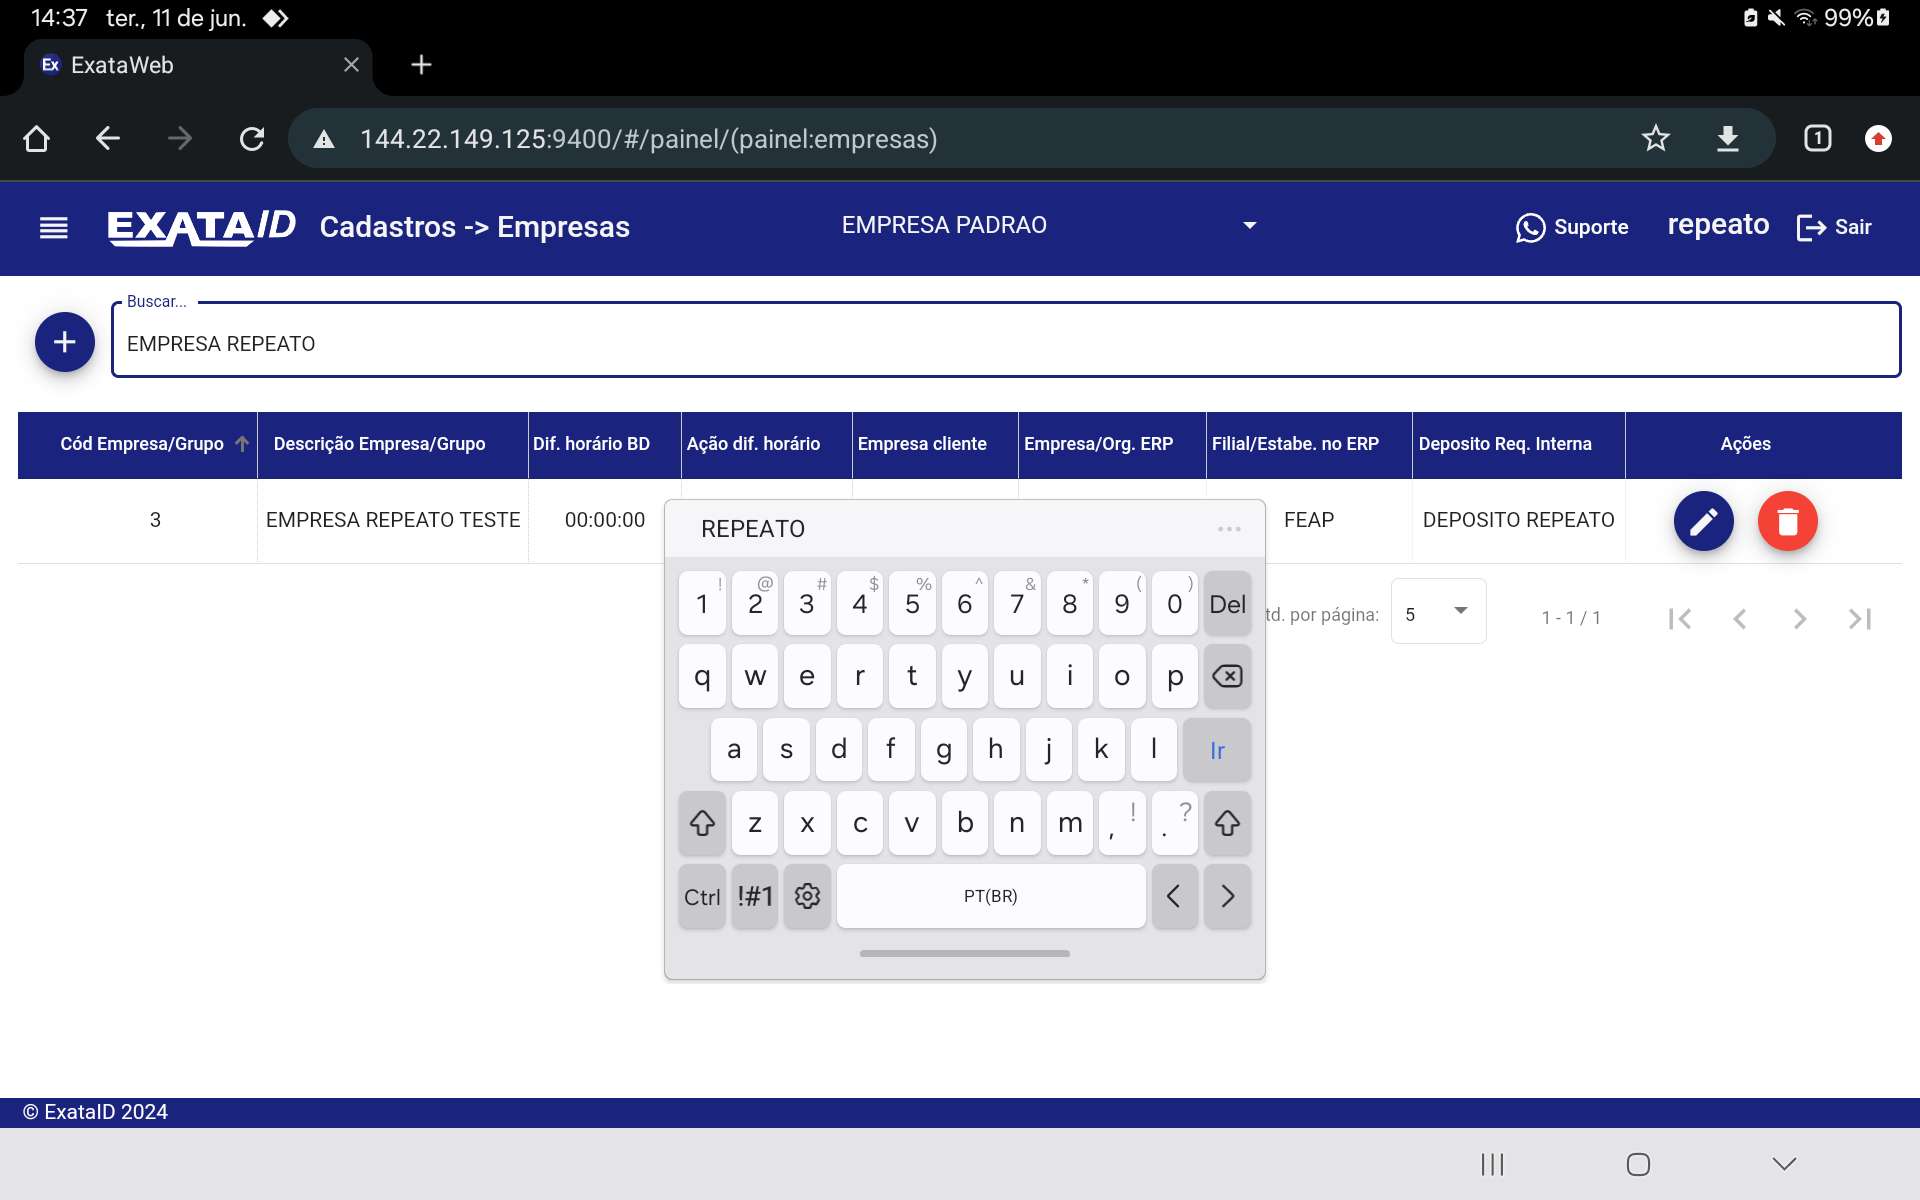 14:37 ter., 11 de jun. 99%
Ex ExataWeb
144.22.149.125:9400/#/painel/(painel:empresas) 1
EXATA ID Cadastros -> Empresas EMPRESA PADRAO Suporte repeato Sair
Buscar...
EMPRESA REPEATO
Cód Empresa/Grupo Descrição Empresa/Grupo Dif. horário BD Ação dif. horário Empresa cliente Empresa/Org. ERP Filial/Estabe. no ERP Deposito Req. Interna Ações
3 EMPRESA REPEATO TESTE 00:00:00 FEAP DEPOSITO REPEATO
REPEATO ...
! @ # $ % ^ & * ( )
1 2 3 4 5 6 7 8 9 0 Del
td. por página: 5 1 - 1 / 1
q w e r t y u i o p
a s d f g h j k l Ir
z x c v b n m , ! . ?
Ctrl !#1 PT(BR) < >
© ExataID 2024